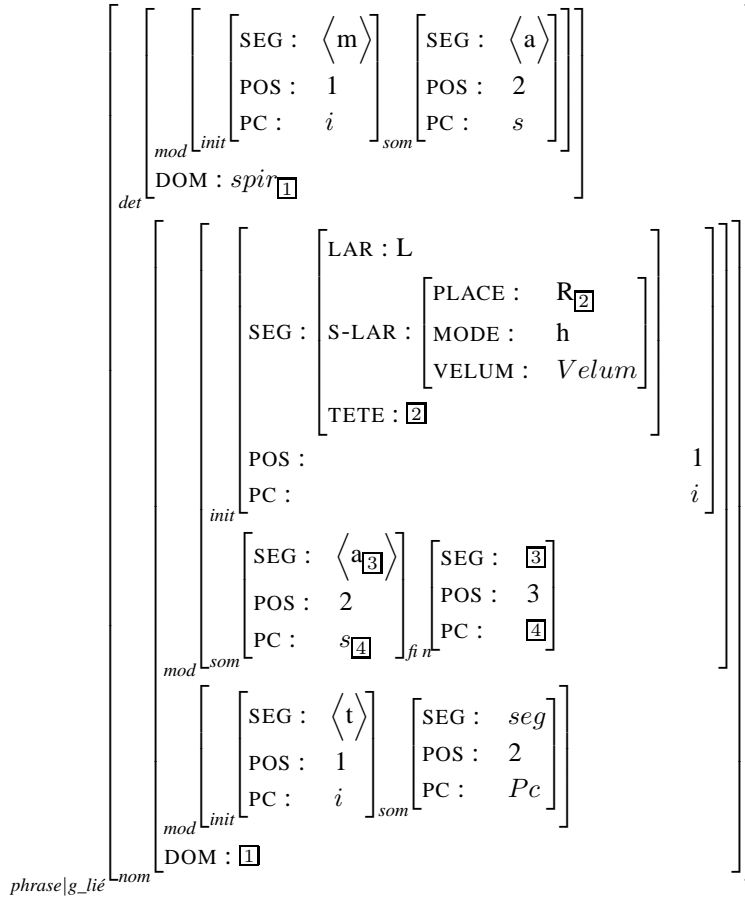 SEG : ⟨m⟩ SEG : ⟨a⟩
POS : 1 POS : 2
PC : i PC : s
mod init som
DOM : spir 1
det
LAR : L
PLACE : R 2
SEG : S-LAR : MODE : h
VELUM : Velum
TETE : 2
POS : 1
PC : i
init
SEG : ⟨a 3⟩ SEG : 3
POS : 2 POS : 3
PC : s 4 PC : 4
mod som fin
SEG : ⟨t⟩ SEG : seg
POS : 1 POS : 2
PC : i PC : Pc
mod init som
DOM : 1
phrase|g_lié nom